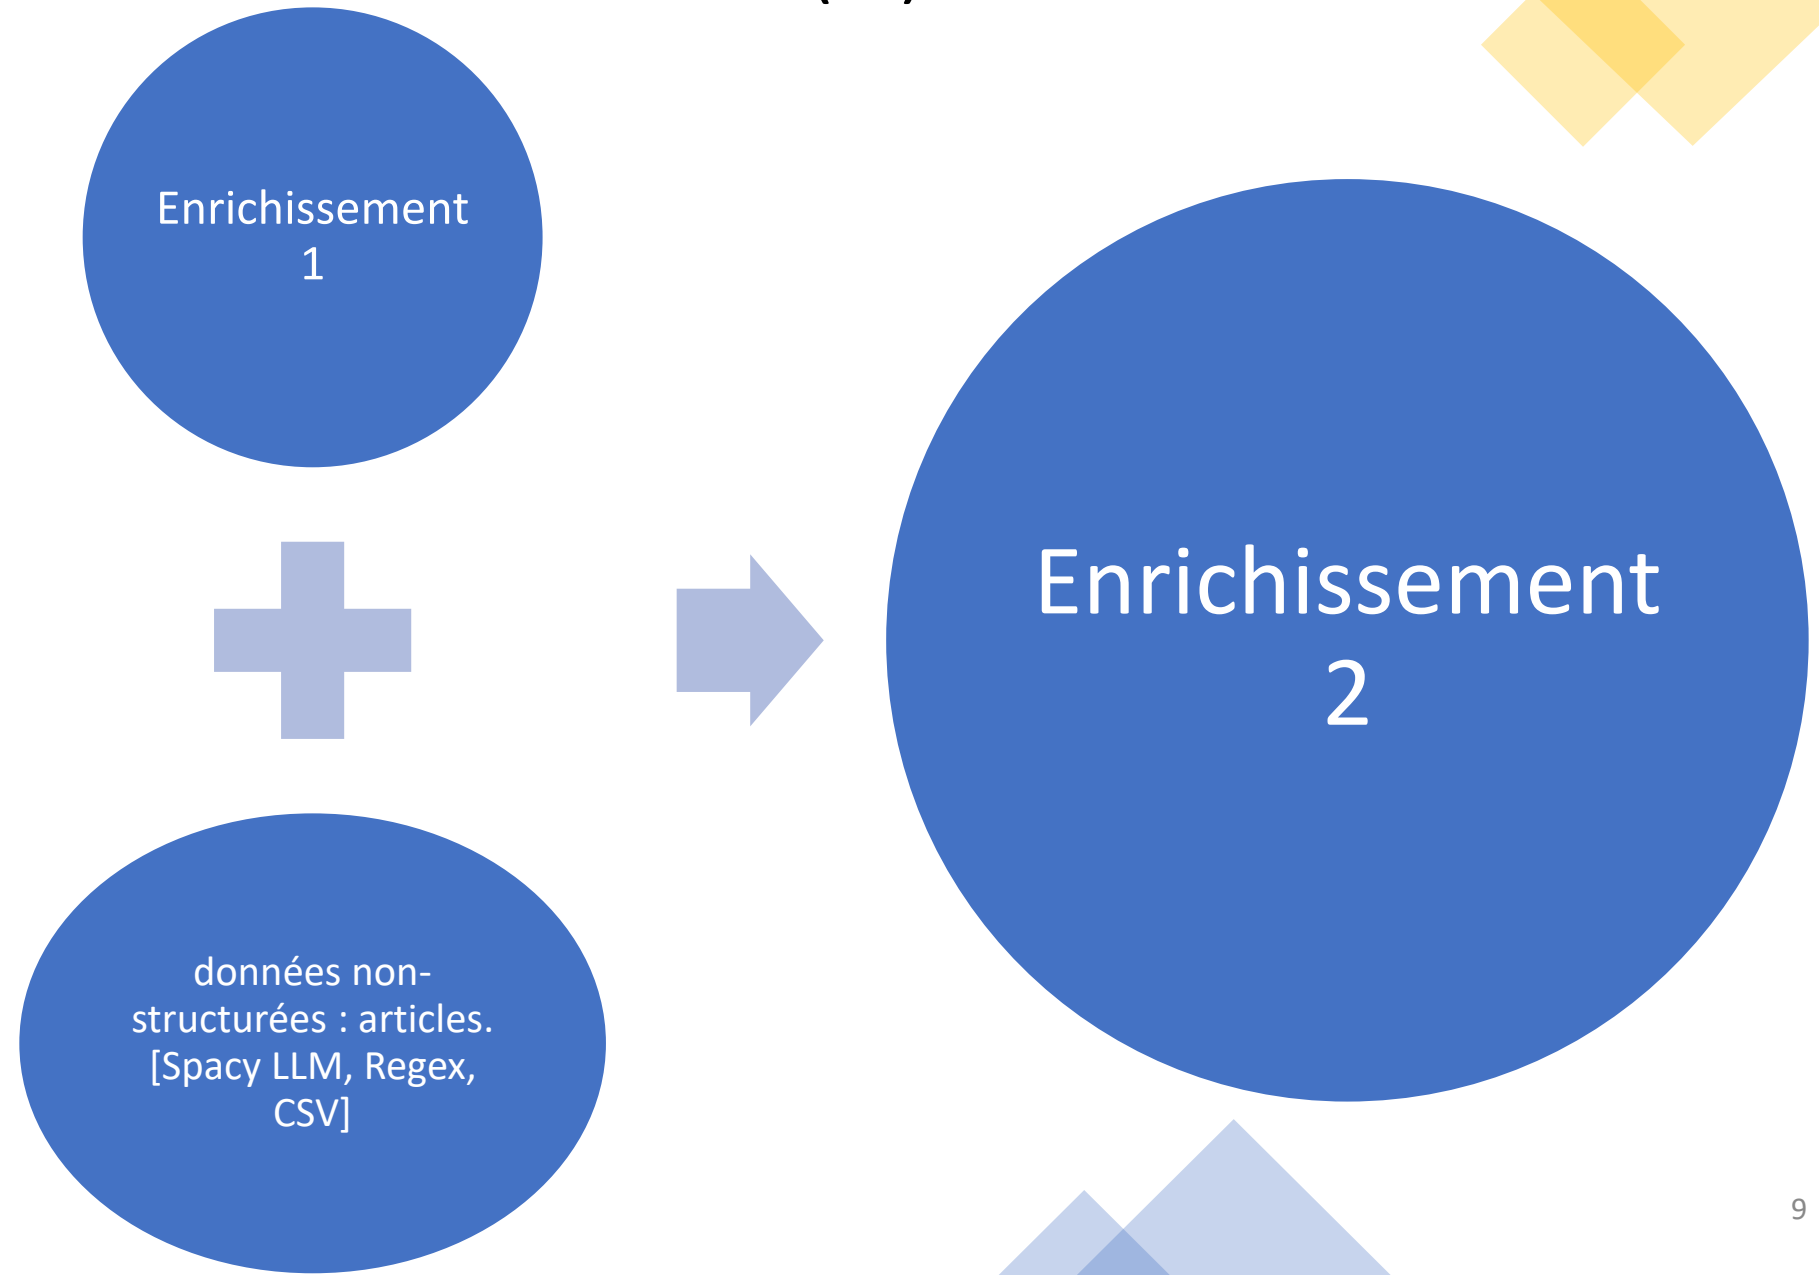 Enrichissement
1
données non-
structurées : articles.
[Spacy LLM, Regex,
CSV]
Enrichissement
2
9